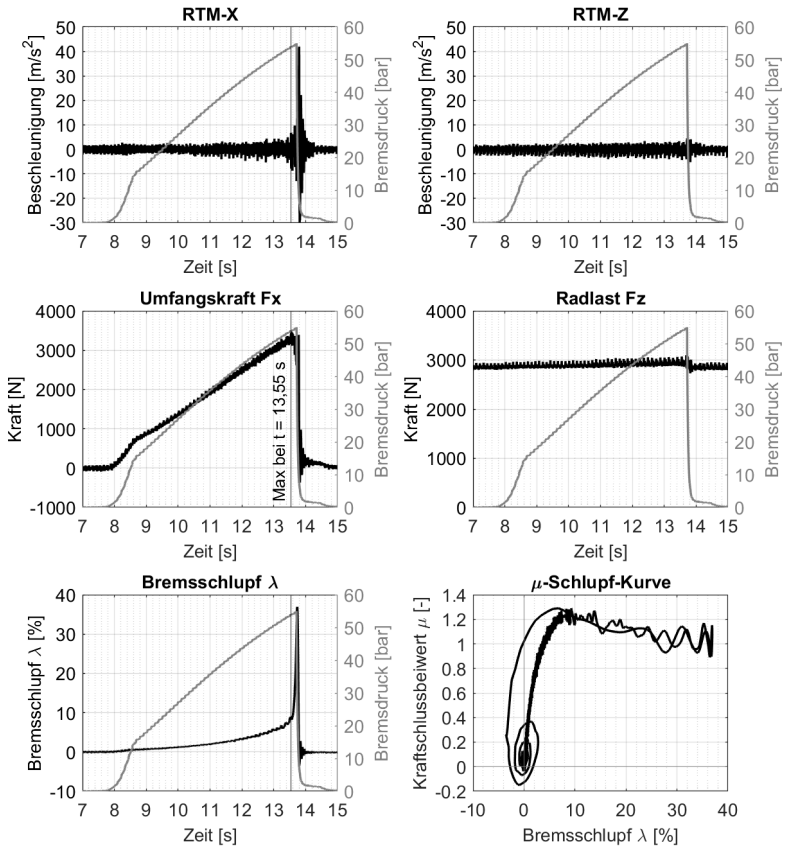 RTM-X
50
40
30
20
10
0
-10
-20
-30
7 8 9 10 11 12 13 14 15
60
50
40
30
20
10
0
Beschleunigung [m/s²]
Bremsdruck [bar]
Zeit [s]
RTM-Z
50
40
30
20
10
0
-10
-20
-30
7 8 9 10 11 12 13 14 15
60
50
40
30
20
10
0
Beschleunigung [m/s²]
Bremsdruck [bar]
Zeit [s]
Umfangskraft Fx
4000
3000
2000
1000
0
-1000
7 8 9 10 11 12 13 14 15
60
50
40
30
20
10
0
Kraft [N]
Max bei t = 13,55 s
Bremsdruck [bar]
Zeit [s]
Radlast Fz
4000
3000
2000
1000
0
7 8 9 10 11 12 13 14 15
60
50
40
30
20
10
0
Kraft [N]
Bremsdruck [bar]
Zeit [s]
Bremsschlupf λ
40
30
20
10
0
-10
7 8 9 10 11 12 13 14 15
60
50
40
30
20
10
0
Bremsschlupf λ [%]
Bremsdruck [bar]
Zeit [s]
μ-Schlupf-Kurve
1.4
1.2
1
0.8
0.6
0.4
0.2
0
-0.2
-10 0 10 20 30 40
Kraftschlussbeiwert μ [-]
Bremsschlupf λ [%]